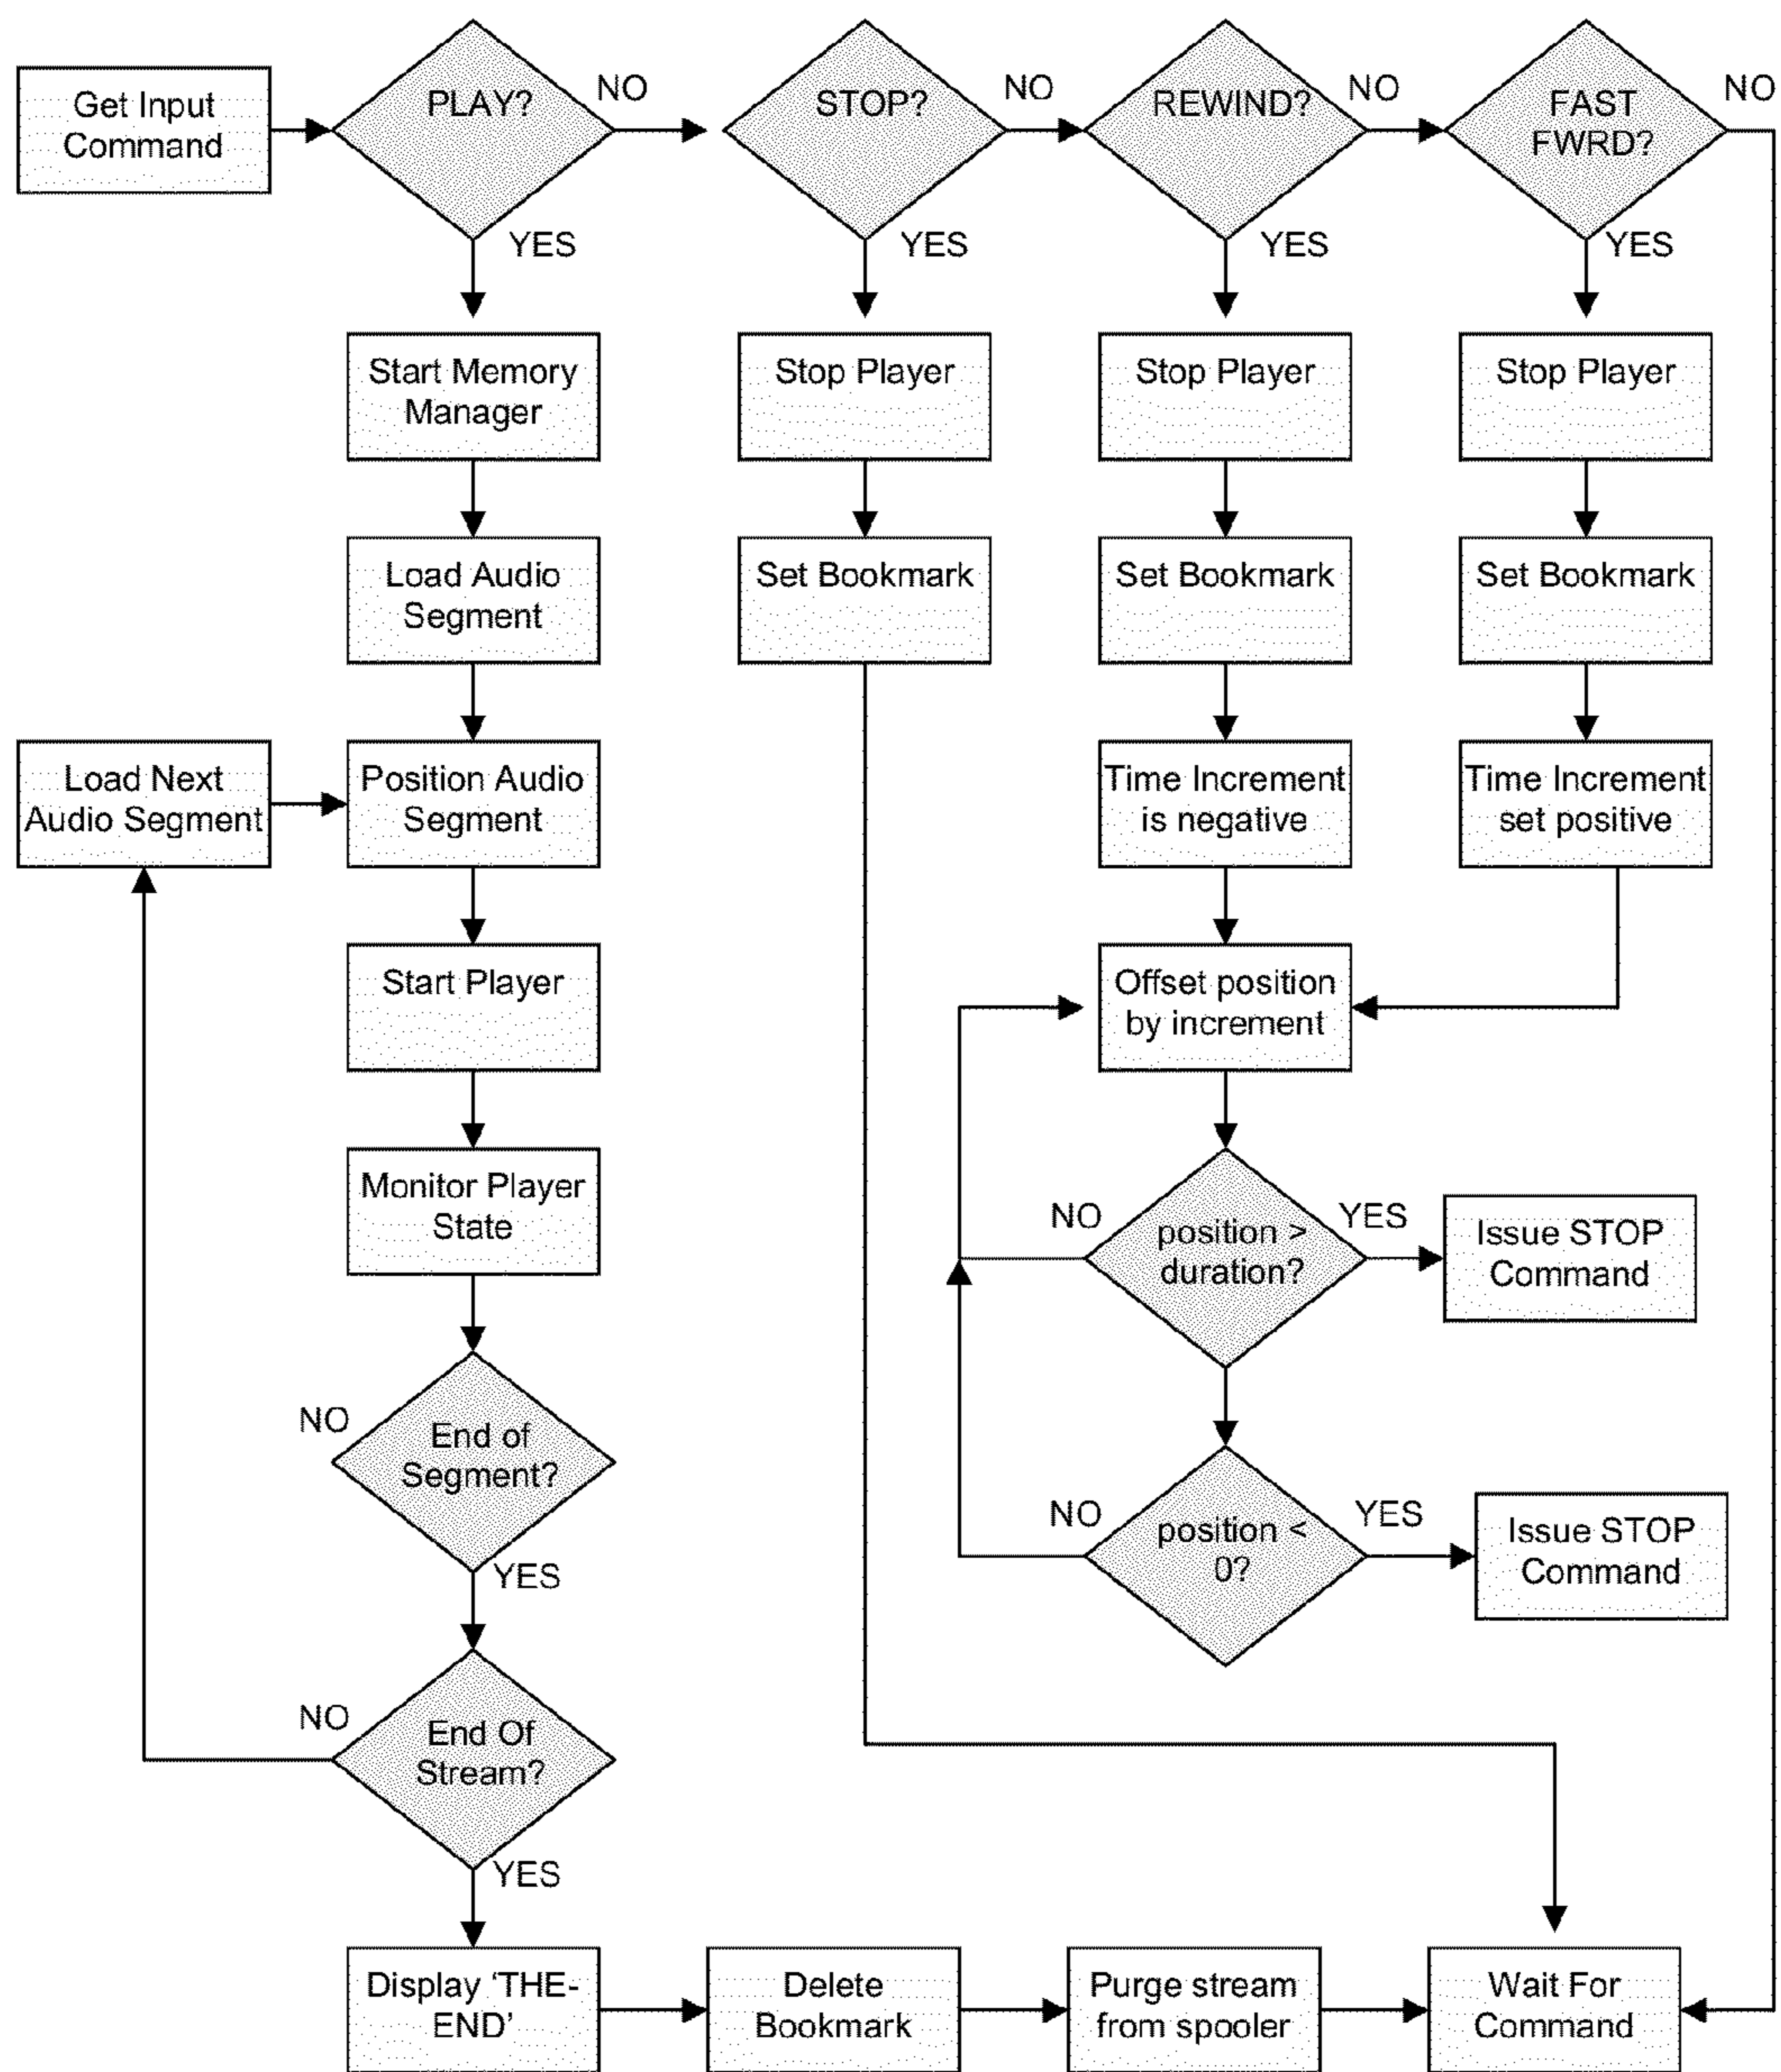 Get Input
Command
PLAY?
NO
STOP?
NO
REWIND?
NO
FAST
FWRD?
NO
YES
YES
YES
YES
Start Memory
Manager
Stop Player
Stop Player
Stop Player
Load Audio
Segment
Set Bookmark
Set Bookmark
Set Bookmark
Load Next
Audio Segment
Position Audio
Segment
Time Increment
is negative
Time Increment
set positive
Start Player
Offset position
by increment
Monitor Player
State
NO
position >
duration?
YES
Issue STOP
Command
NO
End of
Segment?
YES
NO
position <
0?
YES
Issue STOP
Command
NO
End Of
Stream?
YES
Display ‘THE-
END’
Delete
Bookmark
Purge stream
from spooler
Wait For
Command